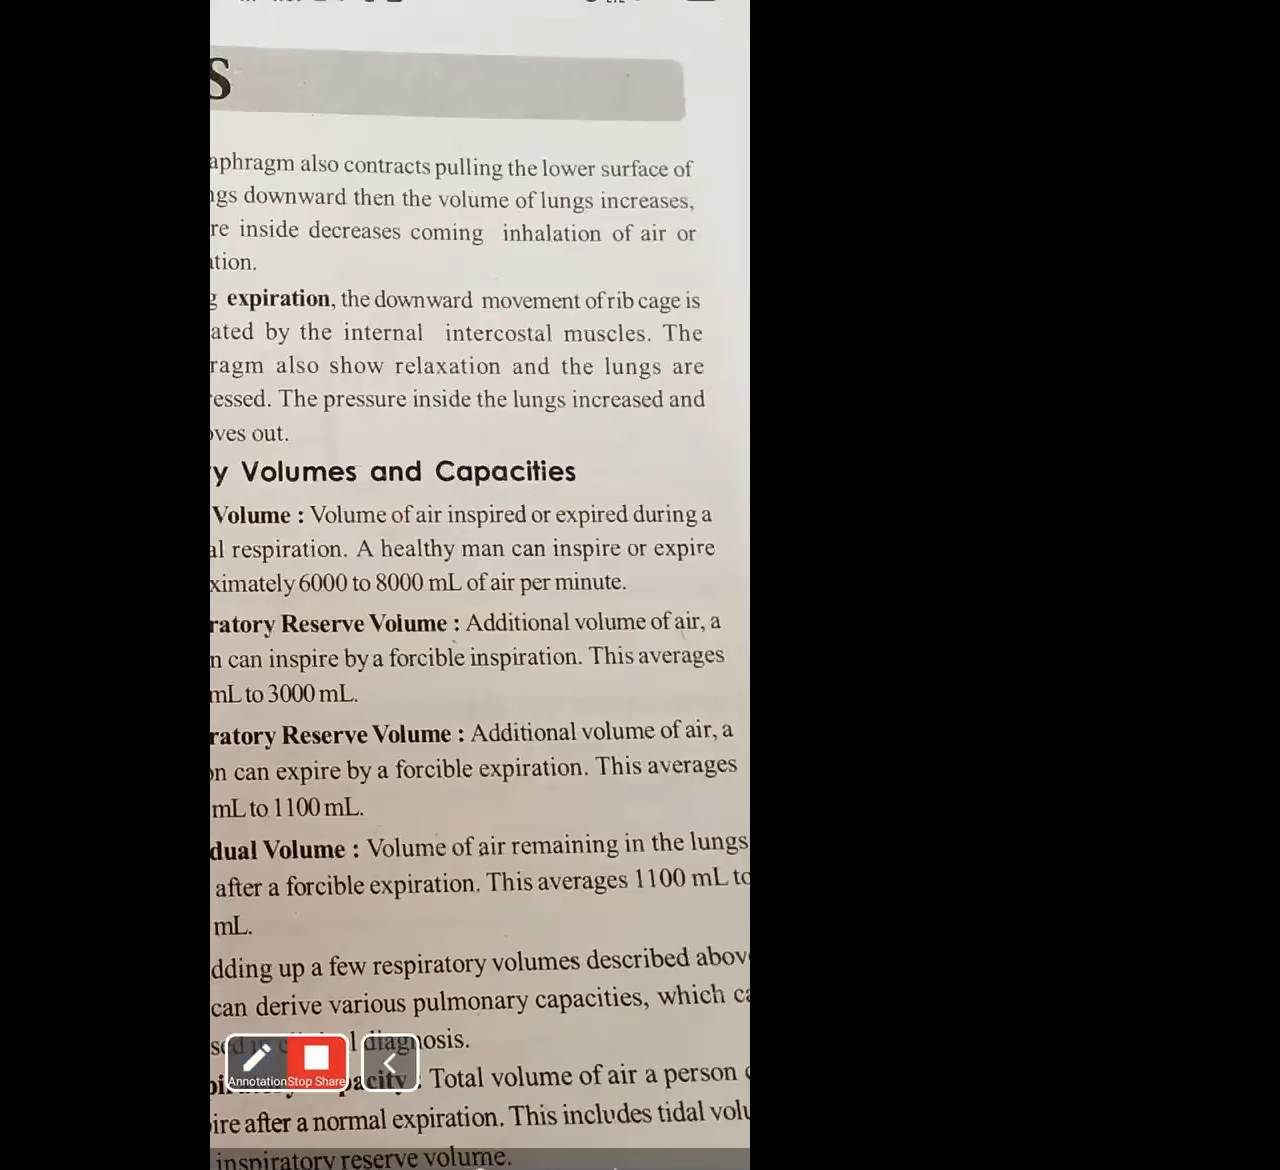 S
aphragm also contracts pulling the lower surface of
ngs downward then the volume of lungs increases,
re inside decreases coming inhalation of air or
ation.
g expiration, the downward movement of rib cage is
ated by the internal intercostal muscles. The
ragm also show relaxation and the lungs are
ressed. The pressure inside the lungs increased and
oves out.
y Volumes and Capacities
Volume : Volume of air inspired or expired during a
al respiration. A healthy man can inspire or expire
ximately 6000 to 8000 mL of air per minute.
ratory Reserve Volume : Additional volume of air, a
n can inspire by a forcible inspiration. This averages
mL to 3000 mL.
ratory Reserve Volume : Additional volume of air, a
on can expire by a forcible expiration. This averages
mL to 1100 mL.
dual Volume : Volume of air remaining in the lungs
after a forcible expiration. This averages 1100 mL to
mL.
dding up a few respiratory volumes described abov
can derive various pulmonary capacities, which ca
diagnosis.
Annotation Stop Share
pacity : Total volume of air a person
ire after a normal expiration. This includes tidal volu
inspiratory reserve volume.